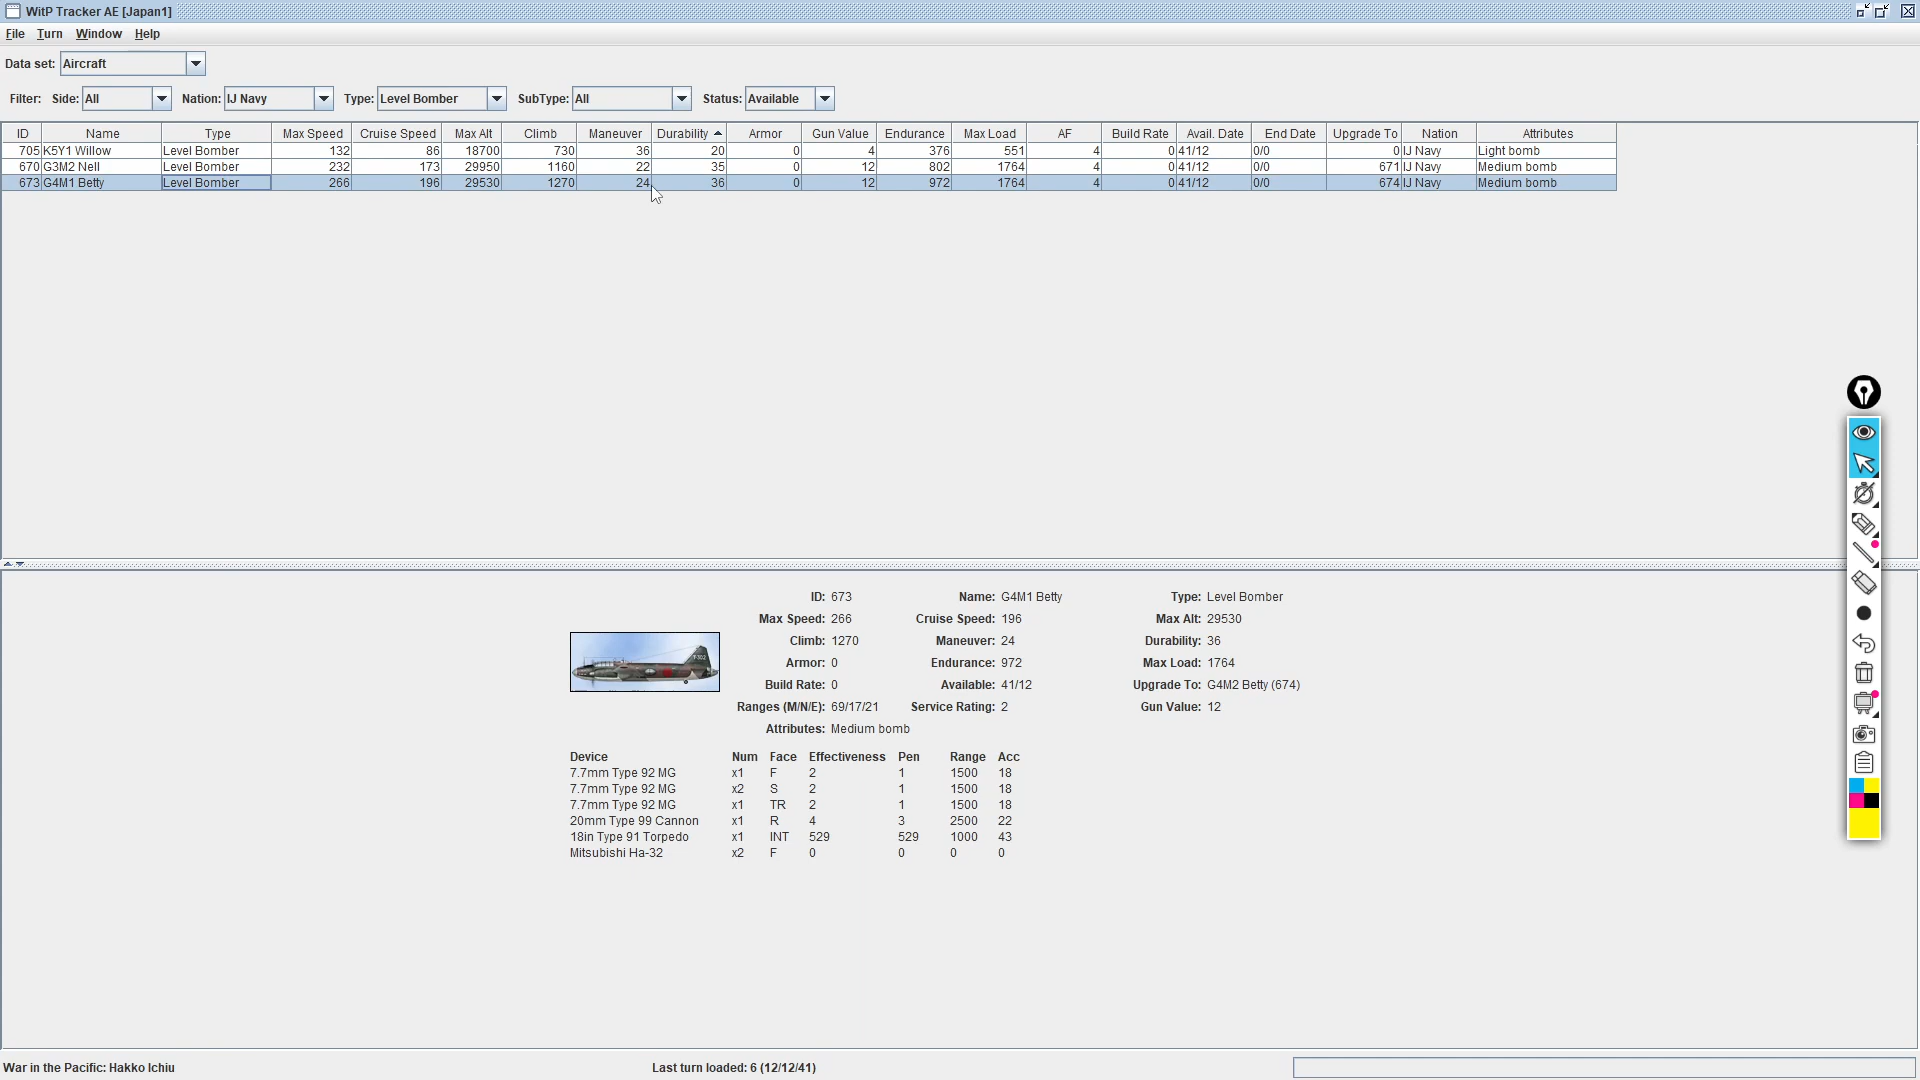 WitP Tracker AE [Japan1]
File Turn Window Help
Data set: Aircraft
Filter: Side: All Nation: IJ Navy Type: Level Bomber SubType: All Status: Available
ID Name Type Max Speed Cruise Speed Max Alt Climb Maneuver Durability Armor Gun Value Endurance Max Load AF Build Rate Avail. Date End Date Upgrade To Nation Attributes
705 K5Y1 Willow Level Bomber 132 86 18700 730 36 20 0 4 376 551 4 0 41/12 0/0 0 IJ Navy Light bomb
670 G3M2 Nell Level Bomber 232 173 29950 1160 22 35 0 12 802 1764 4 0 41/12 0/0 671 IJ Navy Medium bomb
673 G4M1 Betty Level Bomber 266 196 29530 1270 24 36 0 12 972 1764 4 0 41/12 0/0 674 IJ Navy Medium bomb
ID: 673 Name: G4M1 Betty Type: Level Bomber
Max Speed: 266 Cruise Speed: 196 Max Alt: 29530
Climb: 1270 Maneuver: 24 Durability: 36
Armor: 0 Endurance: 972 Max Load: 1764
Build Rate: 0 Available: 41/12 Upgrade To: G4M2 Betty (674)
Ranges (M/N/E): 69/17/21 Service Rating: 2 Gun Value: 12
Attributes: Medium bomb
Device Num Face Effectiveness Pen Range Acc
7.7mm Type 92 MG x1 F 2 1 1500 18
7.7mm Type 92 MG x2 S 2 1 1500 18
7.7mm Type 92 MG x1 TR 2 1 1500 18
20mm Type 99 Cannon x1 R 4 3 2500 22
18in Type 91 Torpedo x1 INT 529 529 1000 43
Mitsubishi Ha-32 x2 F 0 0 0 0
War in the Pacific: Hakko Ichiu Last turn loaded: 6 (12/12/41)